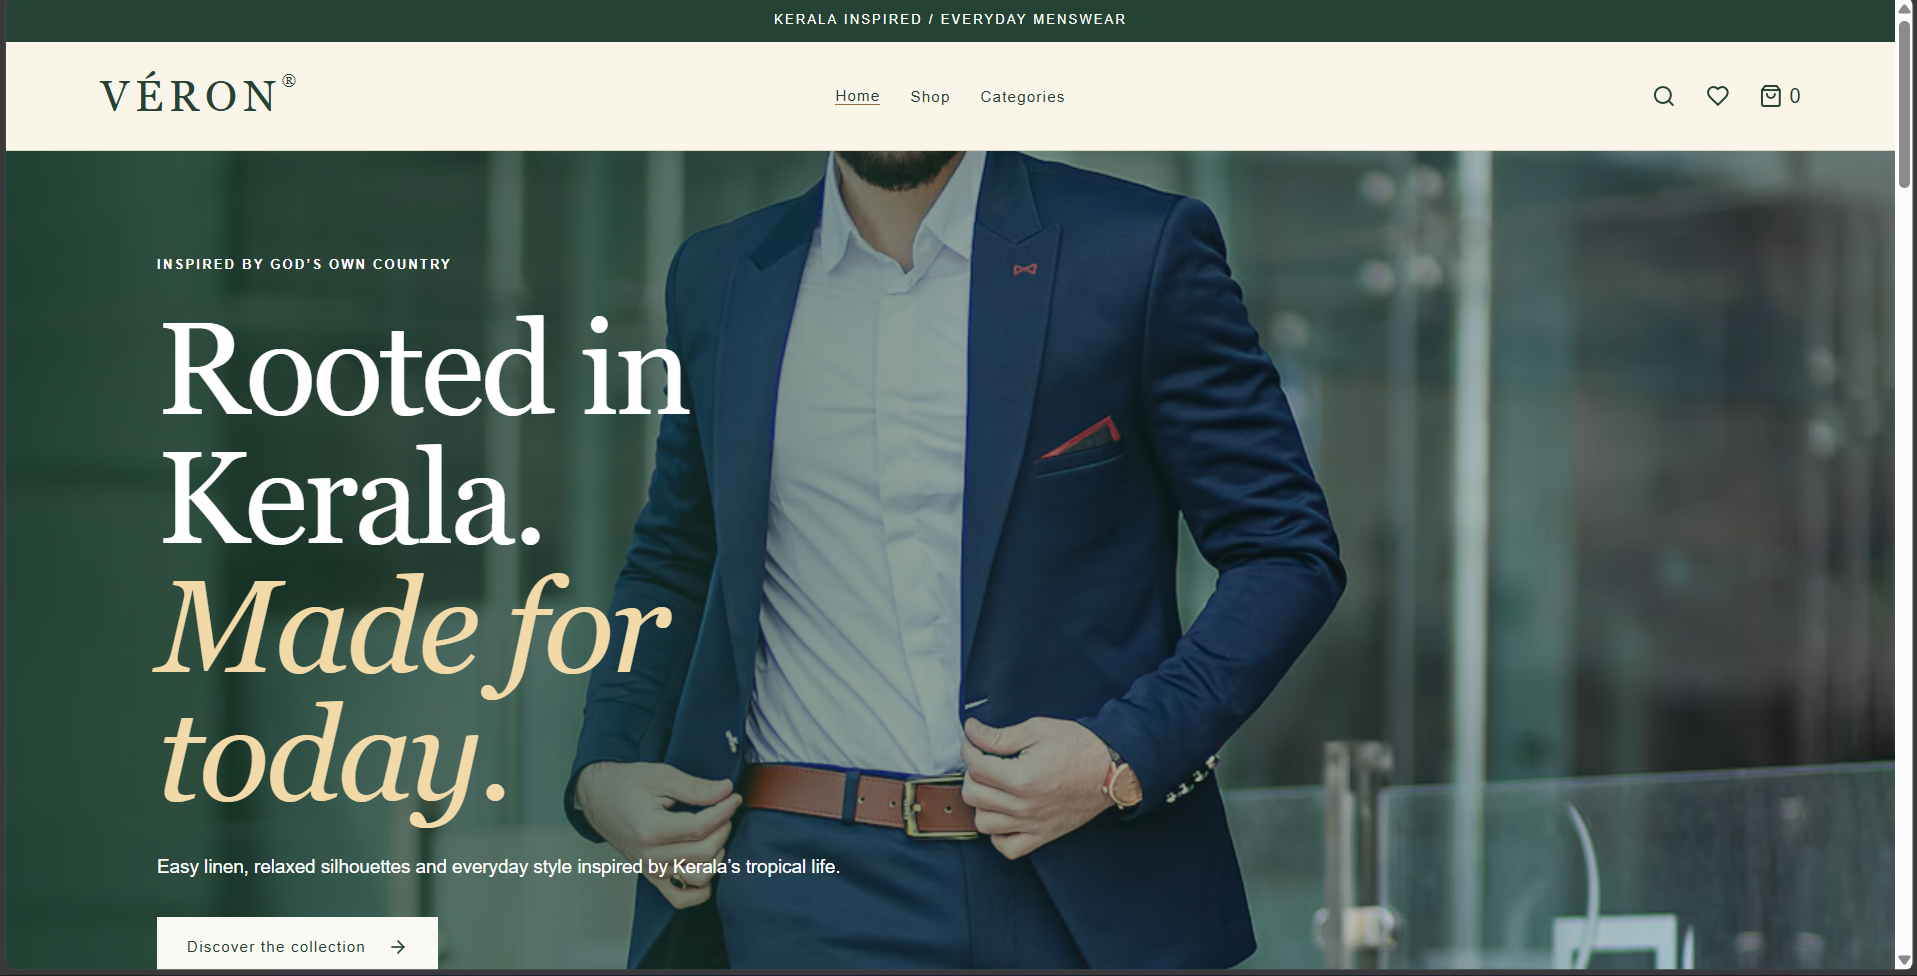 KERALA INSPIRED / EVERYDAY MENSWEAR
VÉRON®
Home
Shop
Categories
0
INSPIRED BY GOD’S OWN COUNTRY
Rooted in
Kerala.
Made for
today.
Easy linen, relaxed silhouettes and everyday style inspired by Kerala’s tropical life.
Discover the collection →